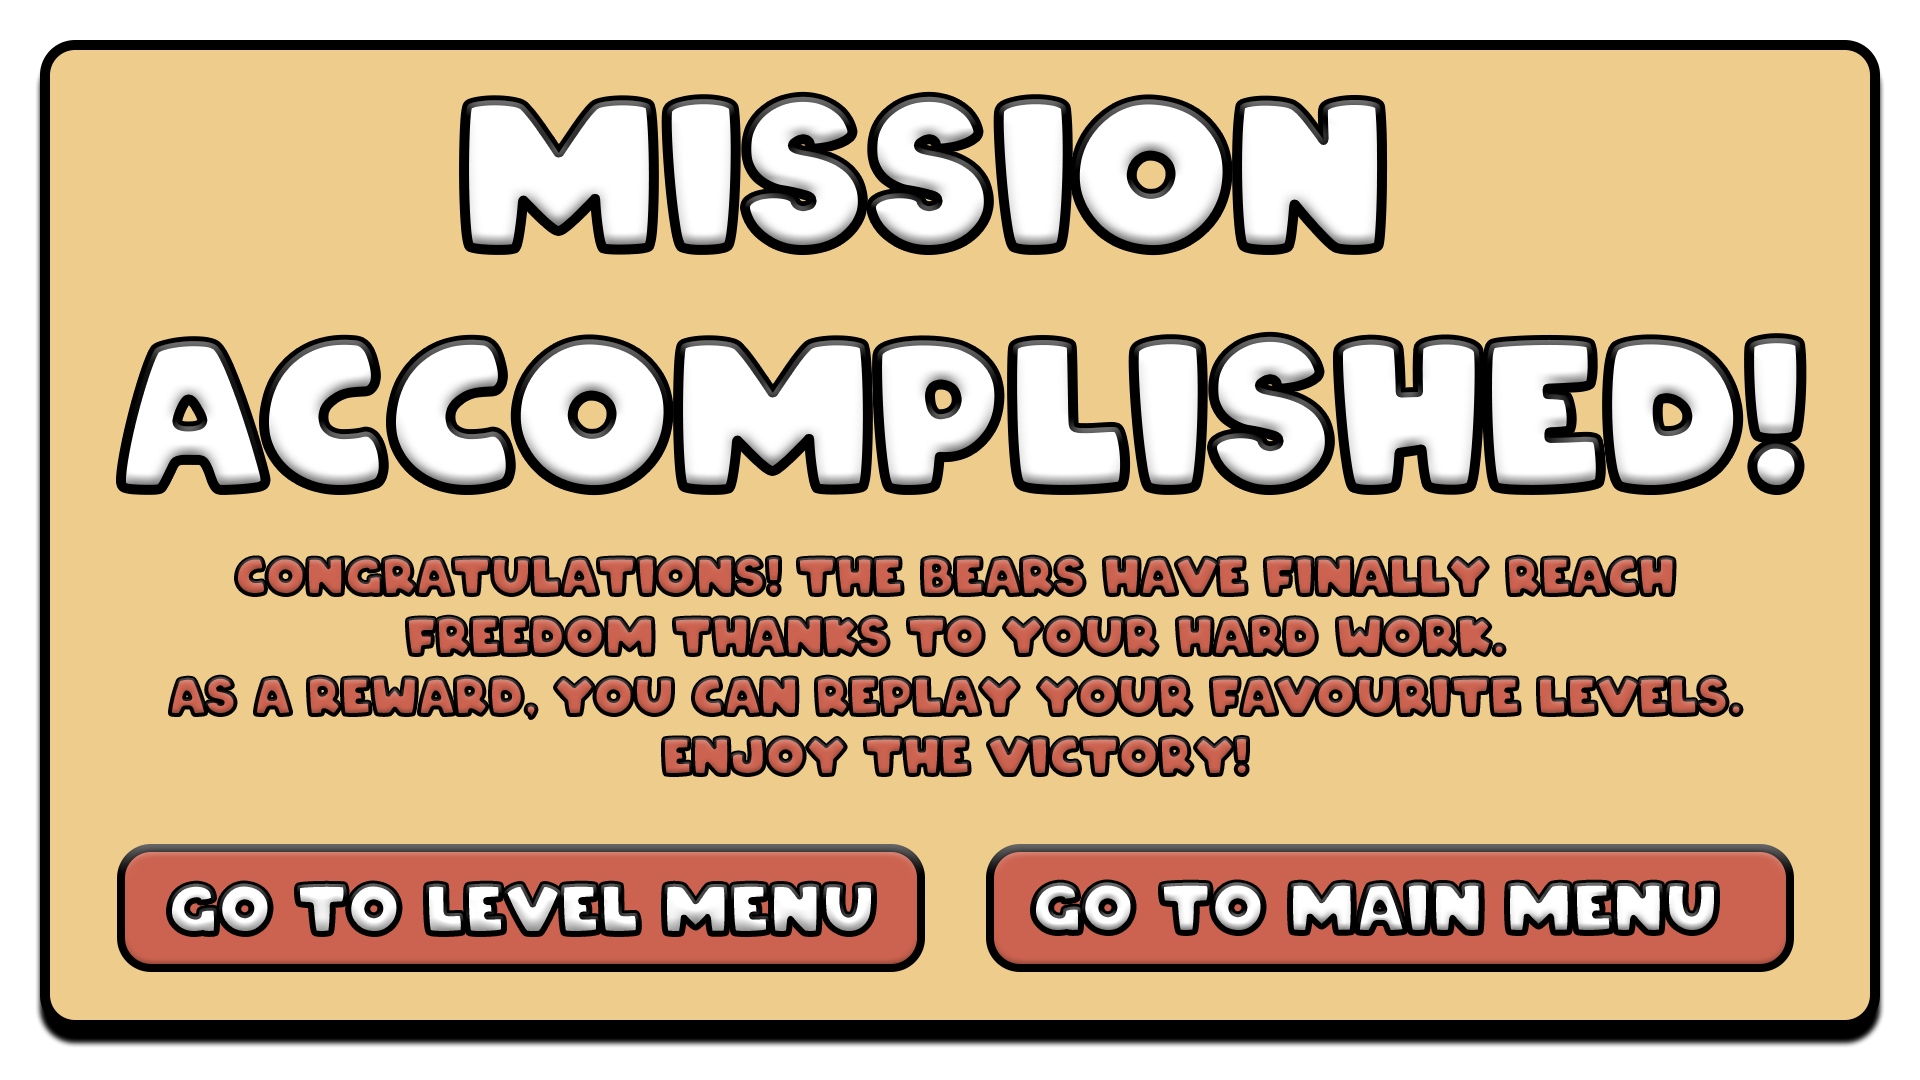 MISSION
ACCOMPLISHED!
CONGRATULATIONS! THE BEARS HAVE FINALLY REACH
FREEDOM THANKS TO YOUR HARD WORK.
AS A REWARD, YOU CAN REPLAY YOUR FAVOURITE LEVELS.
ENJOY THE VICTORY!
GO TO LEVEL MENU
GO TO MAIN MENU